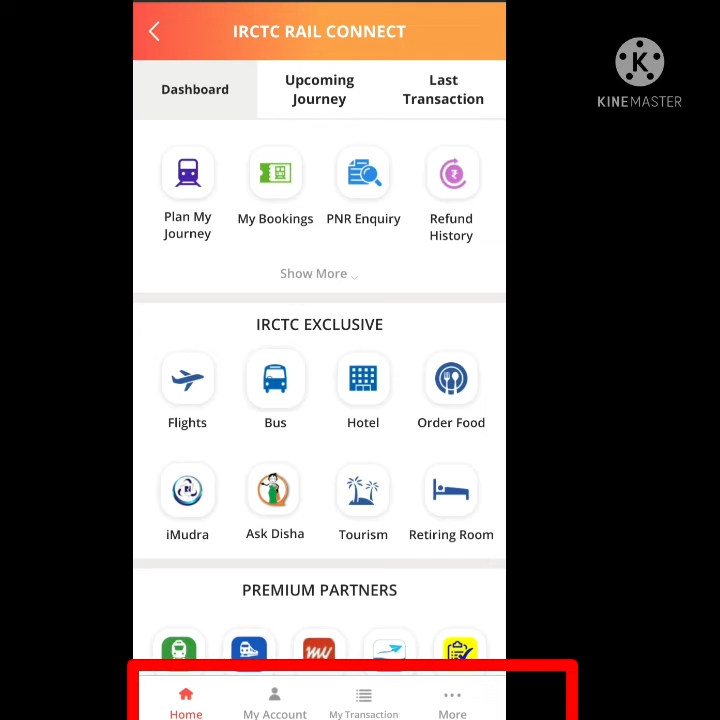 IRCTC RAIL CONNECT
K
KINEMASTER
Dashboard
Upcoming
Journey
Last
Transaction
Plan My
Journey
My Bookings
PNR Enquiry
Refund
History
Show More
IRCTC EXCLUSIVE
Flights
Bus
Hotel
Order Food
iMudra
Ask Disha
Tourism
Retiring Room
PREMIUM PARTNERS
my
Home
My Account
My Transaction
More